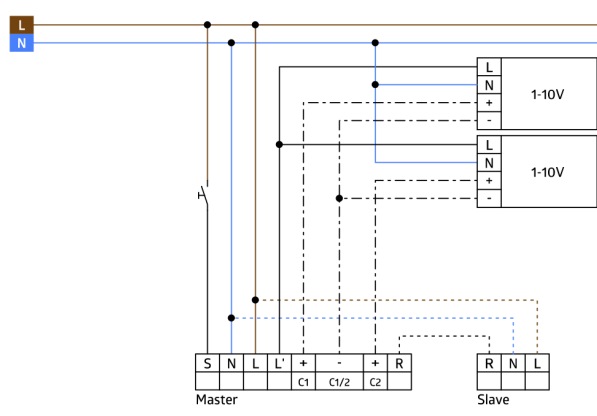 L
N
L
N 1-10V
+
-
L
N 1-10V
+
-
S N L L' + - + R R N L
C1 C1/2 C2
Master Slave